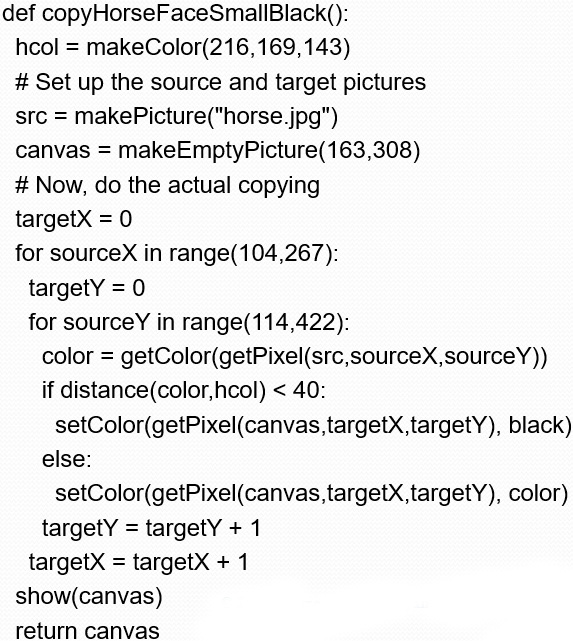 def copyHorseFaceSmallBlack():
hcol = makeColor(216,169,143)
# Set up the source and target pictures
src = makePicture("horse.jpg")
canvas = makeEmptyPicture(163,308)
# Now, do the actual copying
targetX = 0
for sourceX in range(104,267):
targetY = 0
for sourceY in range(114,422):
color = getColor(getPixel(src,sourceX,sourceY))
if distance(color,hcol) < 40:
setColor(getPixel(canvas,targetX,targetY), black)
else:
setColor(getPixel(canvas,targetX,targetY), color)
targetY = targetY + 1
targetX = targetX + 1
show(canvas)
return canvas